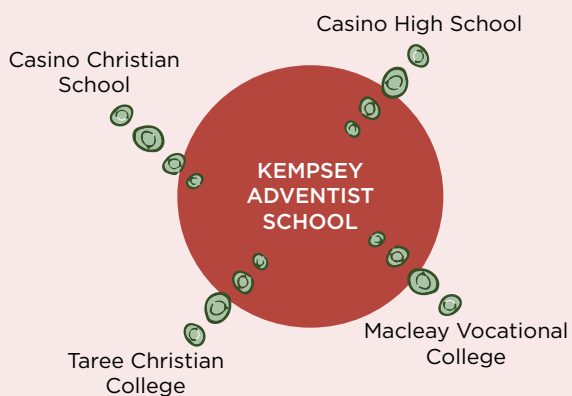 Casino High School
Casino Christian
School
KEMPSEY
ADVENTIST
SCHOOL
Macleay Vocational
College
Taree Christian
College